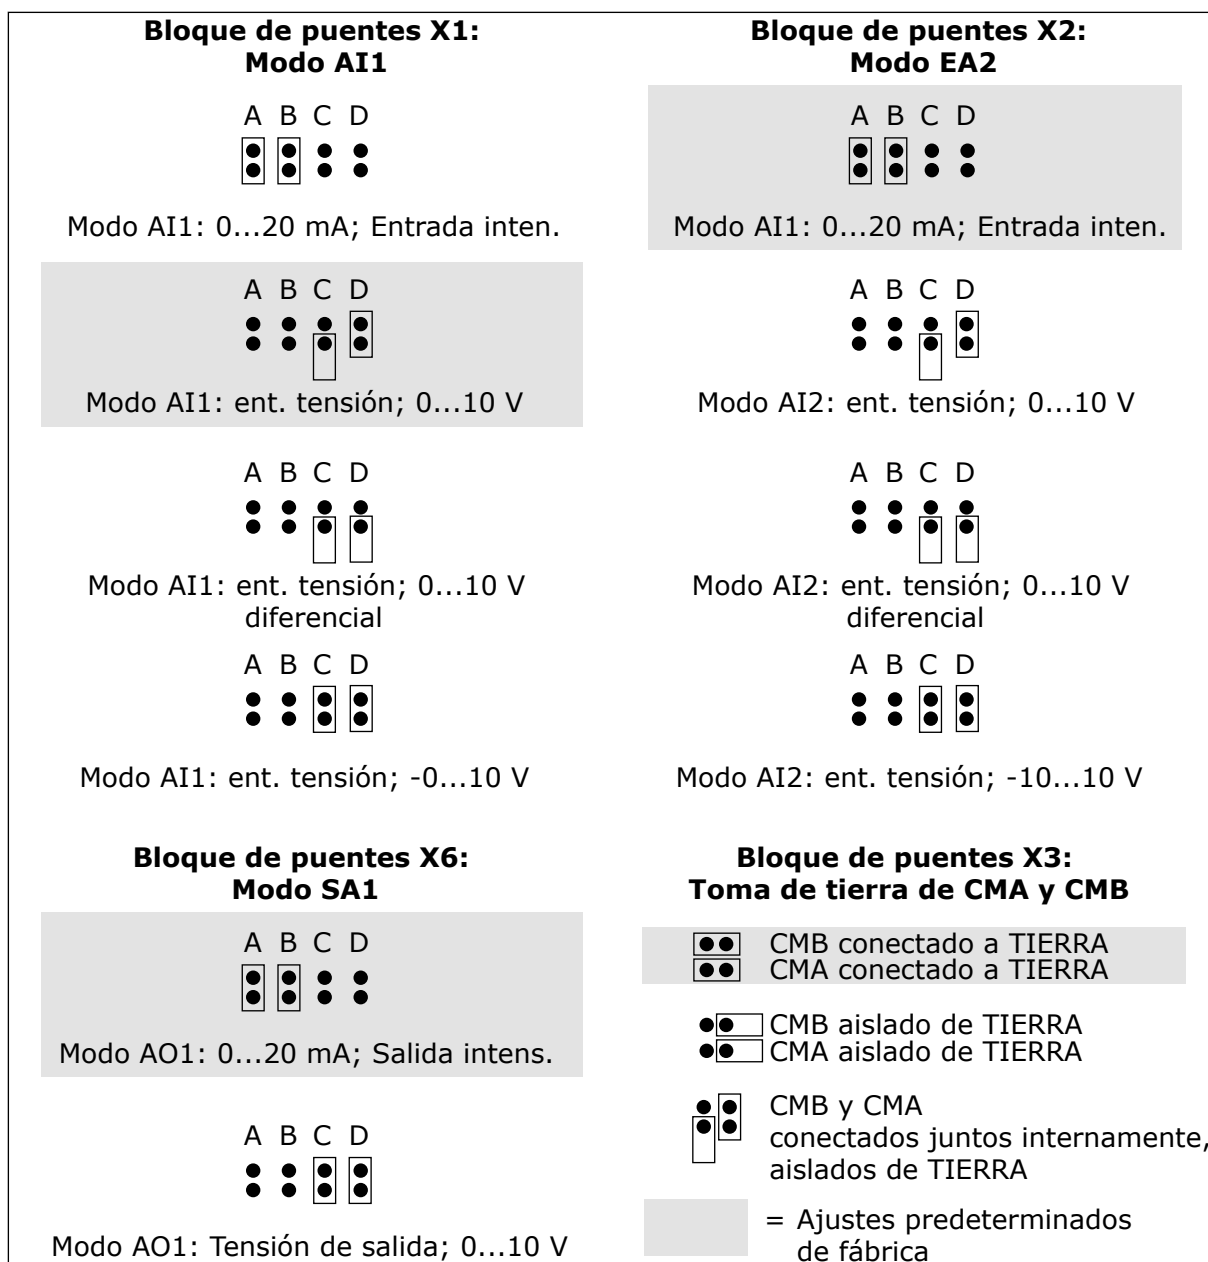 Bloque de puentes X1:
Modo AI1
A B C D
Modo AI1: 0...20 mA; Entrada inten.
A B C D
Modo AI1: ent. tensión; 0...10 V
A B C D
Modo AI1: ent. tensión; 0...10 V
diferencial
A B C D
Modo AI1: ent. tensión; -0...10 V
Bloque de puentes X2:
Modo EA2
A B C D
Modo AI1: 0...20 mA; Entrada inten.
A B C D
Modo AI2: ent. tensión; 0...10 V
A B C D
Modo AI2: ent. tensión; 0...10 V
diferencial
A B C D
Modo AI2: ent. tensión; -10...10 V
Bloque de puentes X6:
Modo SA1
A B C D
Modo AO1: 0...20 mA; Salida intens.
A B C D
Modo AO1: Tensión de salida; 0...10 V
Bloque de puentes X3:
Toma de tierra de CMA y CMB
CMB conectado a TIERRA
CMA conectado a TIERRA
CMB aislado de TIERRA
CMA aislado de TIERRA
CMB y CMA
conectados juntos internamente,
aislados de TIERRA
= Ajustes predeterminados
de fábrica